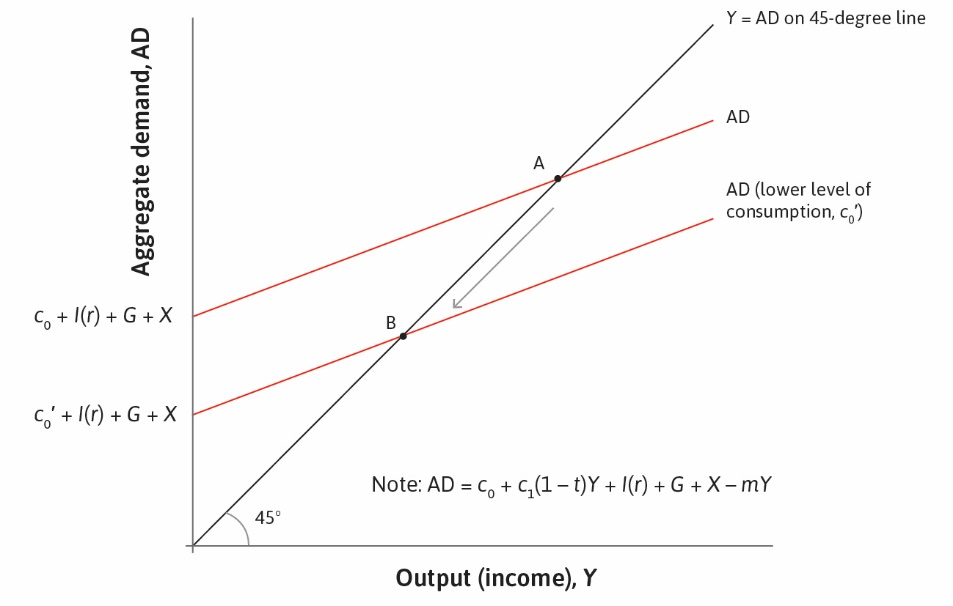 Y = AD on 45-degree line
Aggregate demand, AD
AD
A
AD (lower level of
consumption, c₀′)
c₀ + I(r) + G + X
B
c₀′ + I(r) + G + X
Note: AD = c₀ + c₁(1 – t)Y + I(r) + G + X – mY
45°
Output (income), Y